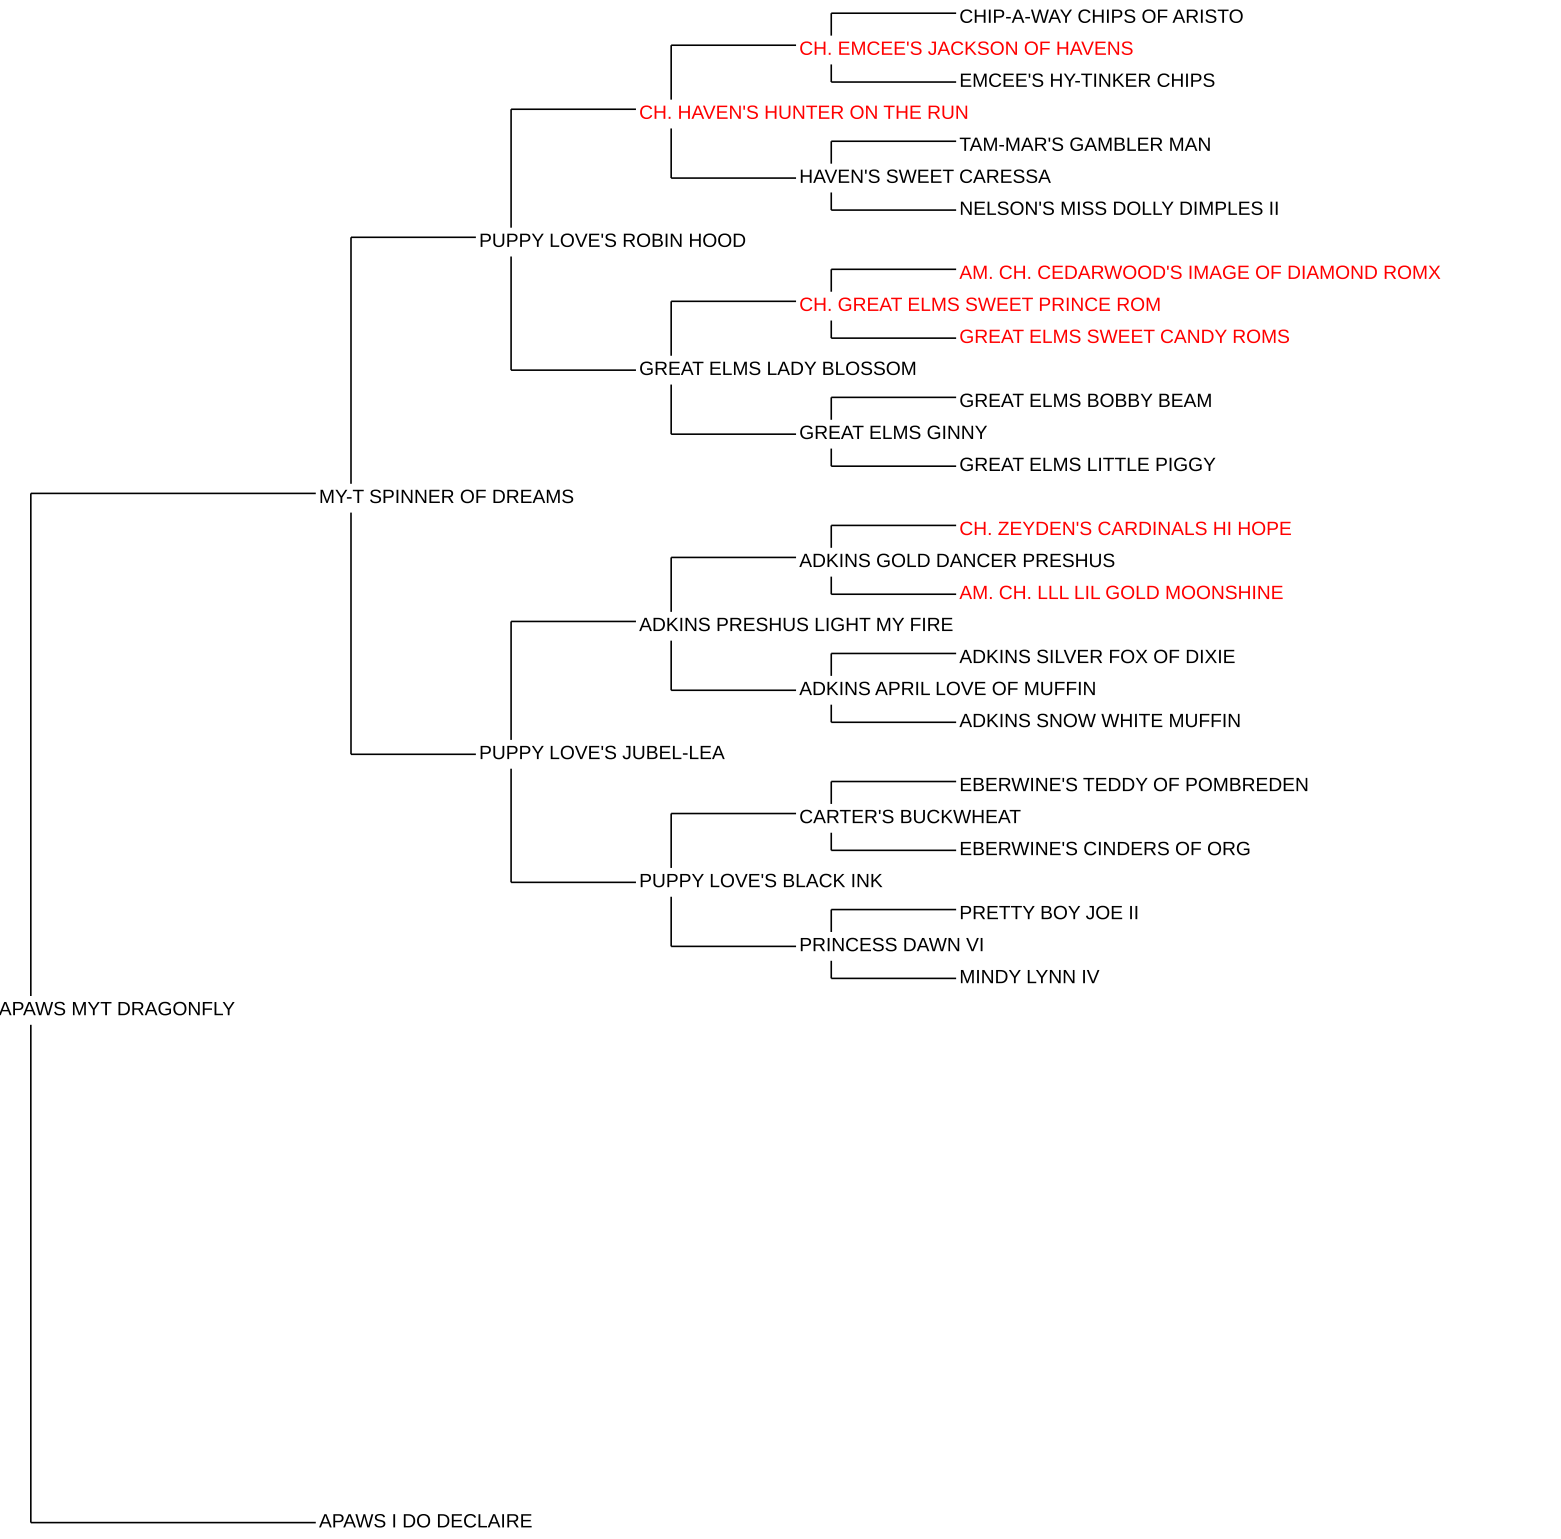 CHIP-A-WAY CHIPS OF ARISTO
CH. EMCEE'S JACKSON OF HAVENS
EMCEE'S HY-TINKER CHIPS
CH. HAVEN'S HUNTER ON THE RUN
TAM-MAR'S GAMBLER MAN
HAVEN'S SWEET CARESSA
NELSON'S MISS DOLLY DIMPLES II
PUPPY LOVE'S ROBIN HOOD
AM. CH. CEDARWOOD'S IMAGE OF DIAMOND ROMX
CH. GREAT ELMS SWEET PRINCE ROM
GREAT ELMS SWEET CANDY ROMS
GREAT ELMS LADY BLOSSOM
GREAT ELMS BOBBY BEAM
GREAT ELMS GINNY
GREAT ELMS LITTLE PIGGY
MY-T SPINNER OF DREAMS
CH. ZEYDEN'S CARDINALS HI HOPE
ADKINS GOLD DANCER PRESHUS
AM. CH. LLL LIL GOLD MOONSHINE
ADKINS PRESHUS LIGHT MY FIRE
ADKINS SILVER FOX OF DIXIE
ADKINS APRIL LOVE OF MUFFIN
ADKINS SNOW WHITE MUFFIN
PUPPY LOVE'S JUBEL-LEA
EBERWINE'S TEDDY OF POMBREDEN
CARTER'S BUCKWHEAT
EBERWINE'S CINDERS OF ORG
PUPPY LOVE'S BLACK INK
PRETTY BOY JOE II
PRINCESS DAWN VI
MINDY LYNN IV
APAWS MYT DRAGONFLY
APAWS I DO DECLAIRE